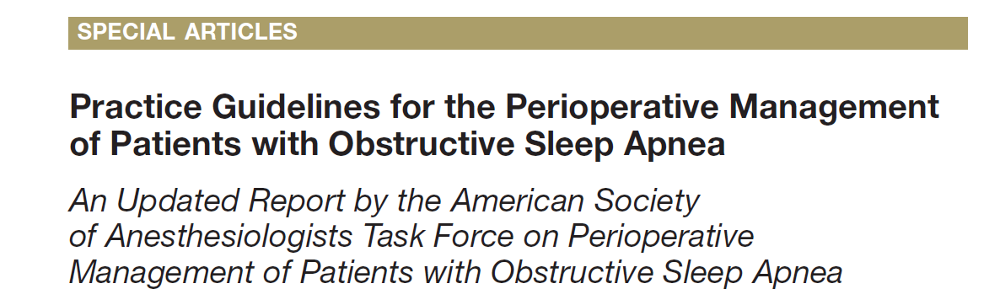 SPECIAL ARTICLES
Practice Guidelines for the Perioperative Management
of Patients with Obstructive Sleep Apnea
An Updated Report by the American Society
of Anesthesiologists Task Force on Perioperative
Management of Patients with Obstructive Sleep Apnea